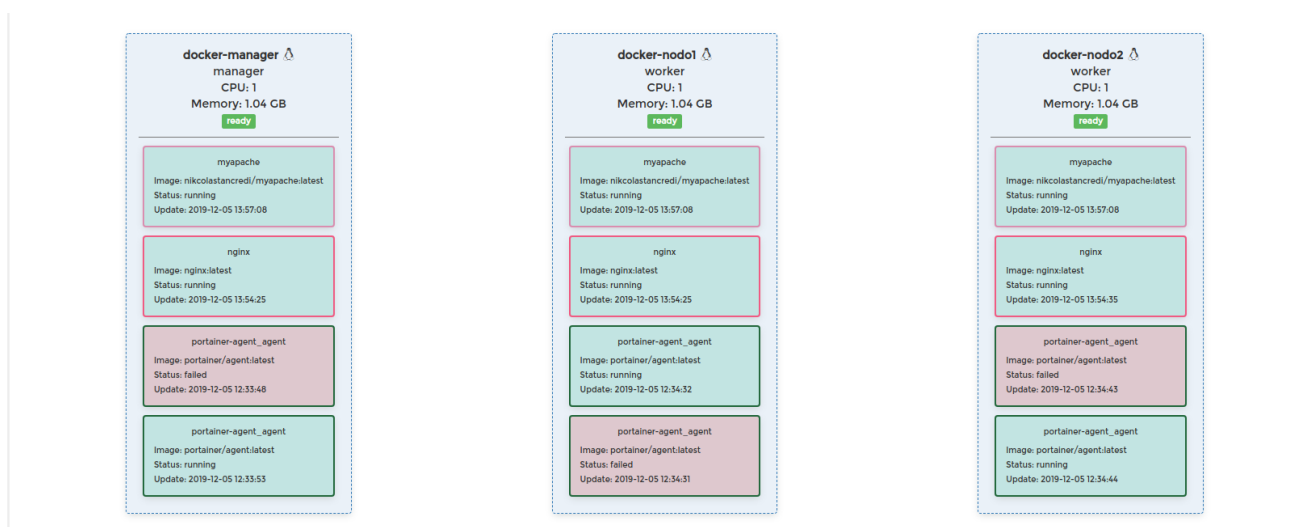 docker-manager
manager
CPU: 1
Memory: 1.04 GB
ready
myapache
Image: nikcolastancredi/myapache:latest
Status: running
Update: 2019-12-05 13:57:08
nginx
Image: nginx:latest
Status: running
Update: 2019-12-05 13:54:25
portainer-agent_agent
Image: portainer/agent:latest
Status: failed
Update: 2019-12-05 12:33:48
portainer-agent_agent
Image: portainer/agent:latest
Status: running
Update: 2019-12-05 12:33:53
docker-nodo1
worker
CPU: 1
Memory: 1.04 GB
ready
myapache
Image: nikcolastancredi/myapache:latest
Status: running
Update: 2019-12-05 13:57:08
nginx
Image: nginx:latest
Status: running
Update: 2019-12-05 13:54:25
portainer-agent_agent
Image: portainer/agent:latest
Status: running
Update: 2019-12-05 12:34:32
portainer-agent_agent
Image: portainer/agent:latest
Status: failed
Update: 2019-12-05 12:34:31
docker-nodo2
worker
CPU: 1
Memory: 1.04 GB
ready
myapache
Image: nikcolastancredi/myapache:latest
Status: running
Update: 2019-12-05 13:57:08
nginx
Image: nginx:latest
Status: running
Update: 2019-12-05 13:54:35
portainer-agent_agent
Image: portainer/agent:latest
Status: failed
Update: 2019-12-05 12:34:43
portainer-agent_agent
Image: portainer/agent:latest
Status: running
Update: 2019-12-05 12:34:44